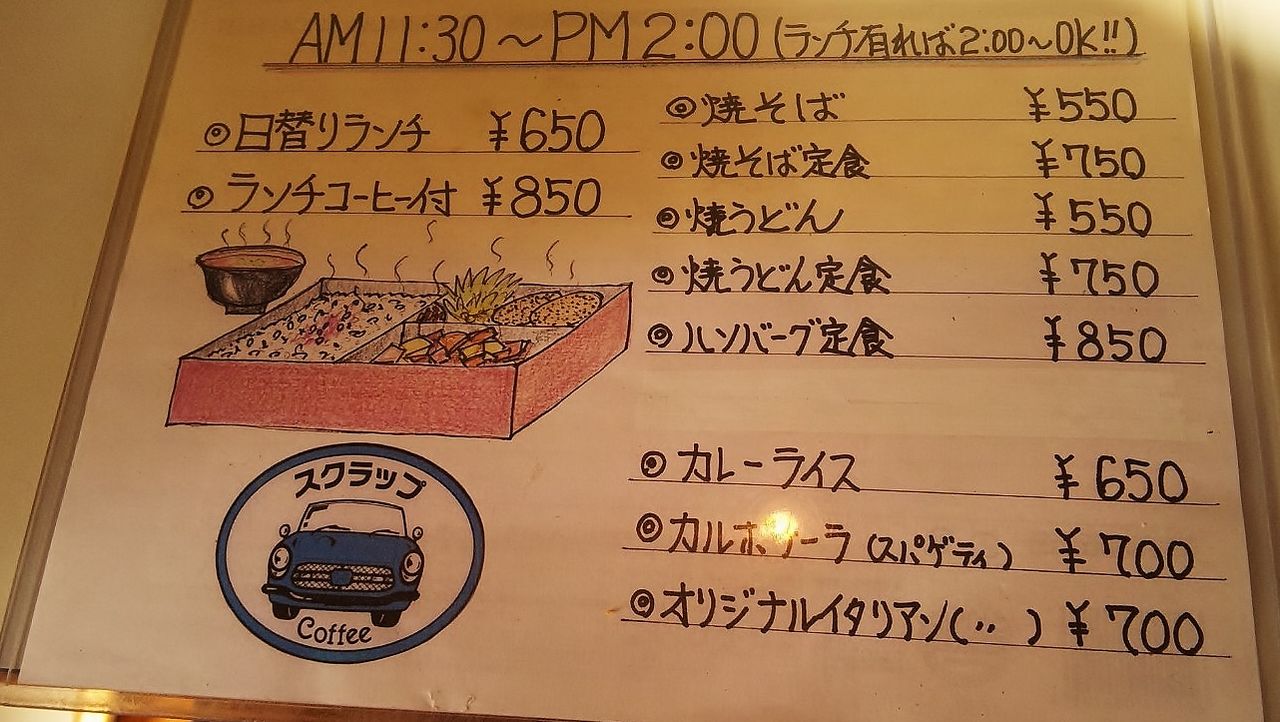 AM11:30～PM2:00(ランチ有れば2:00～OK!!)
◎日替りランチ ¥650
◎ランチコーヒー付 ¥850
◎焼そば ¥550
◎焼そば定食 ¥750
◎焼うどん ¥550
◎焼うどん定食 ¥750
◎ハンバーグ定食 ¥850
◎カレーライス ¥650
◎カルボナーラ(スパゲティ) ¥700
◎オリジナルイタリアン(〃) ¥700
スクラップ
Coffee